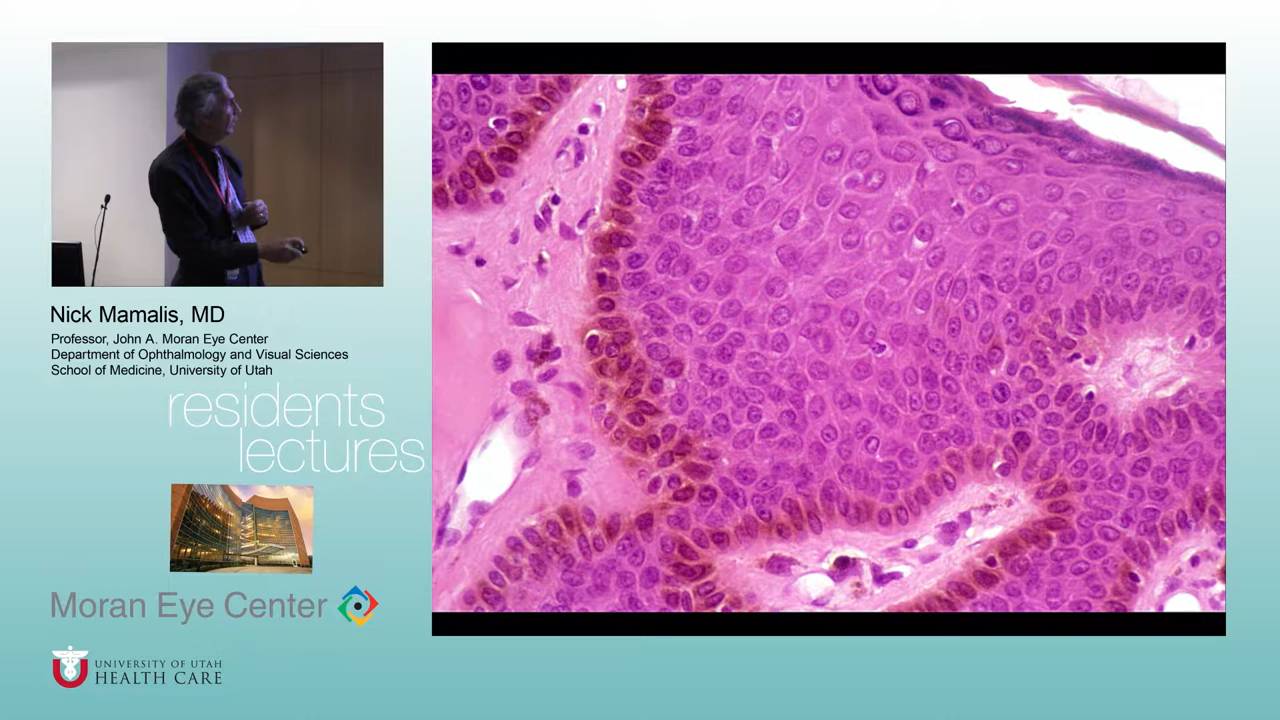 Nick Mamalis, MD
Professor, John A. Moran Eye Center
Department of Ophthalmology and Visual Sciences
School of Medicine, University of Utah
residents
lectures
Moran Eye Center
UNIVERSITY OF UTAH
HEALTH CARE